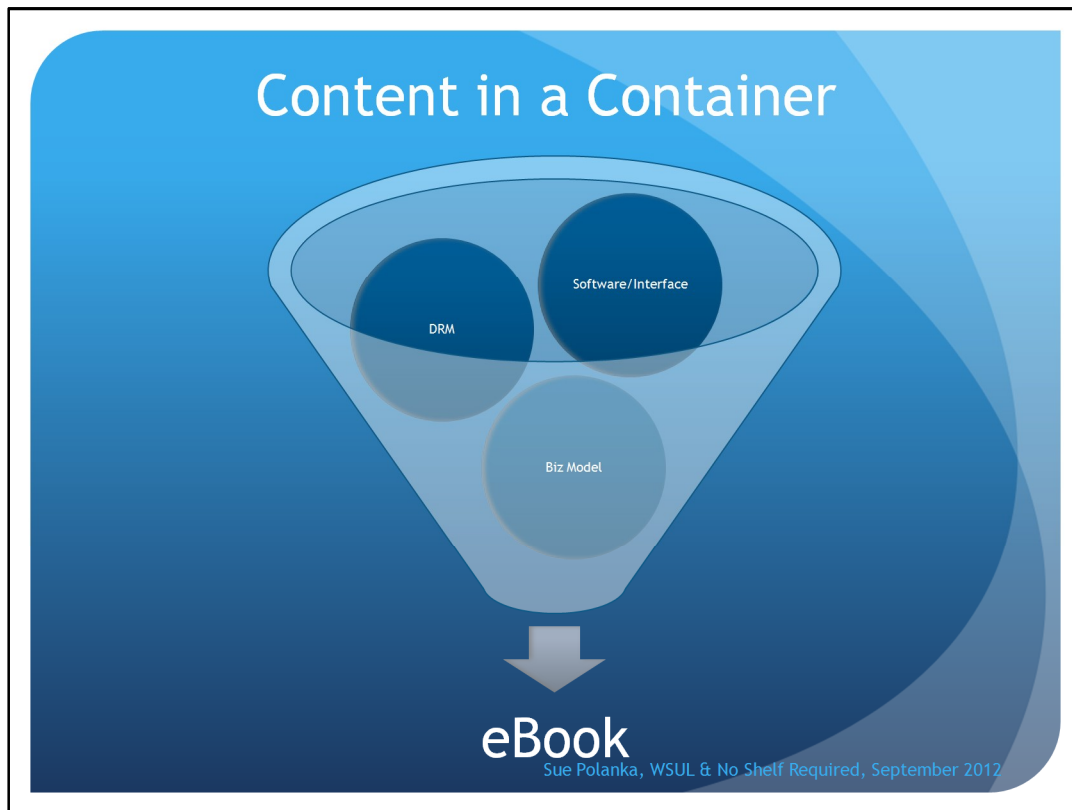 Content in a Container
Software/Interface
DRM
Biz Model
eBook
Sue Polanka, WSUL & No Shelf Required, September 2012